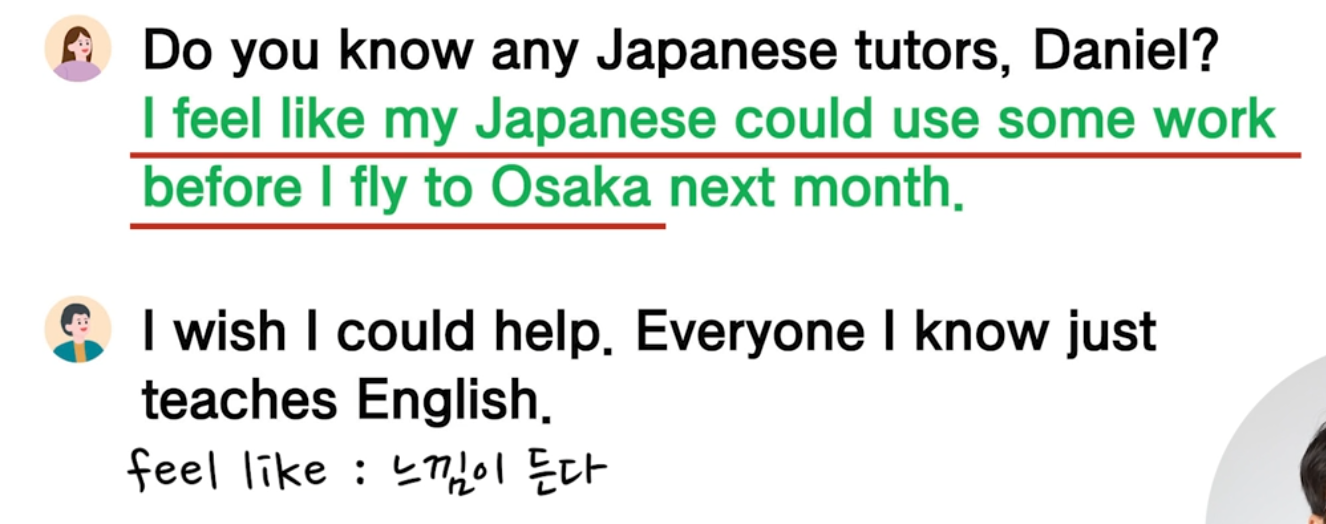 Do you know any Japanese tutors, Daniel?
I feel like my Japanese could use some work
before I fly to Osaka next month.
I wish I could help. Everyone I know just
teaches English.
feel like : 느낌이 든다